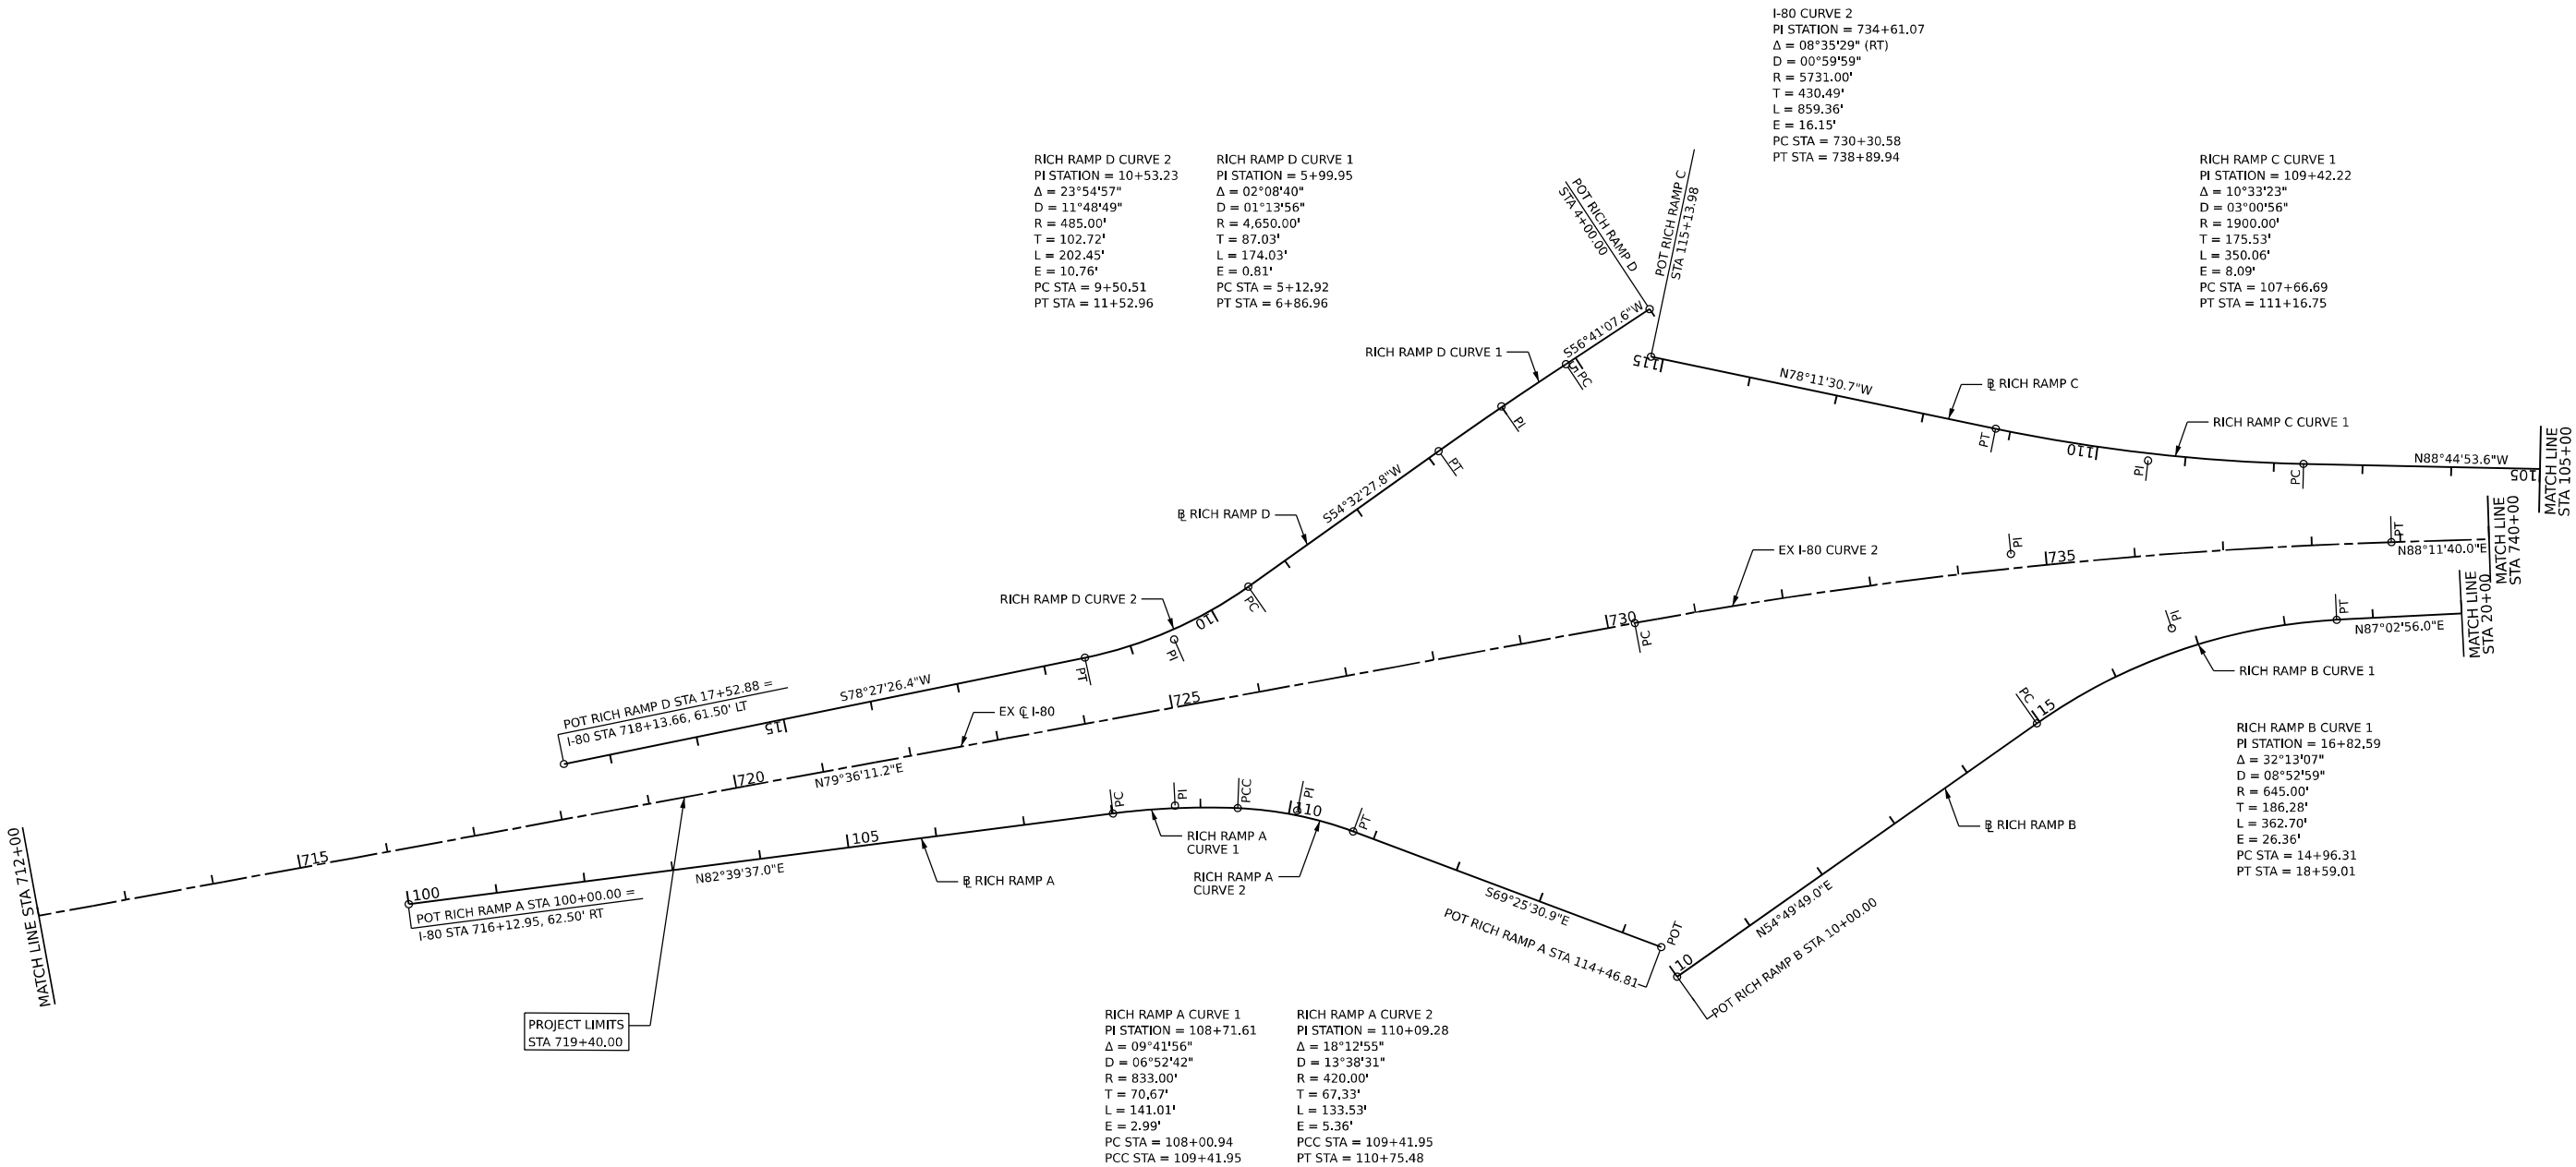 I-80 CURVE 2
PI STATION = 734+61.07
Δ = 08°35'29" (RT)
D = 00°59'59"
R = 5731.00'
T = 430.49'
L = 859.36'
E = 16.15'
PC STA = 730+30.58
PT STA = 738+89.94
RICH RAMP D CURVE 2
PI STATION = 10+53.23
Δ = 23°54'57"
D = 11°48'49"
R = 485.00'
T = 102.72'
L = 202.45'
E = 10.76'
PC STA = 9+50.51
PT STA = 11+52.96
RICH RAMP D CURVE 1
PI STATION = 5+99.95
Δ = 02°08'40"
D = 01°13'56"
R = 4,650.00'
T = 87.03'
L = 174.03'
E = 0.81'
PC STA = 5+12.92
PT STA = 6+86.96
RICH RAMP C CURVE 1
PI STATION = 109+42.22
Δ = 10°33'23"
D = 03°00'56"
R = 1900.00'
T = 175.53'
L = 350.06'
E = 8.09'
PC STA = 107+66.69
PT STA = 111+16.75
POT RICH RAMP D
STA 4+00.00
POT RICH RAMP C
STA 115+13.98
S56°41'07.6"W
RICH RAMP D CURVE 1
5
PC
PI
PT
115
N78°11'30.7"W
℄ RICH RAMP C
PT
110
PI
RICH RAMP C CURVE 1
PC
N88°44'53.6"W
105
MATCH LINE
STA 105+00
S54°32'27.8"W
℄ RICH RAMP D
RICH RAMP D CURVE 2
PC
10
PI
PT
S78°27'26.4"W
15
POT RICH RAMP D STA 17+52.88 =
I-80 STA 718+13.66, 61.50' LT
EX ℄ I-80
EX I-80 CURVE 2
PI
735
PT
N88°11'40.0"E
MATCH LINE
STA 740+00
730
PC
725
720
N79°36'11.2"E
715
MATCH LINE STA 712+00
PROJECT LIMITS
STA 719+40.00
100
POT RICH RAMP A STA 100+00.00 =
I-80 STA 716+12.95, 62.50' RT
N82°39'37.0"E
105
℄ RICH RAMP A
PC
PI
PCC
PI
110
PT
RICH RAMP A
CURVE 1
RICH RAMP A
CURVE 2
S69°25'30.9"E
POT RICH RAMP A STA 114+46.81
POT
10
POT RICH RAMP B STA 10+00.00
N54°49'49.0"E
℄ RICH RAMP B
PC
15
PI
PT
RICH RAMP B CURVE 1
N87°02'56.0"E
MATCH LINE
STA 20+00
RICH RAMP B CURVE 1
PI STATION = 16+82.59
Δ = 32°13'07"
D = 08°52'59"
R = 645.00'
T = 186.28'
L = 362.70'
E = 26.36'
PC STA = 14+96.31
PT STA = 18+59.01
RICH RAMP A CURVE 1
PI STATION = 108+71.61
Δ = 09°41'56"
D = 06°52'42"
R = 833.00'
T = 70.67'
L = 141.01'
E = 2.99'
PC STA = 108+00.94
PCC STA = 109+41.95
RICH RAMP A CURVE 2
PI STATION = 110+09.28
Δ = 18°12'55"
D = 13°38'31"
R = 420.00'
T = 67.33'
L = 133.53'
E = 5.36'
PCC STA = 109+41.95
PT STA = 110+75.48